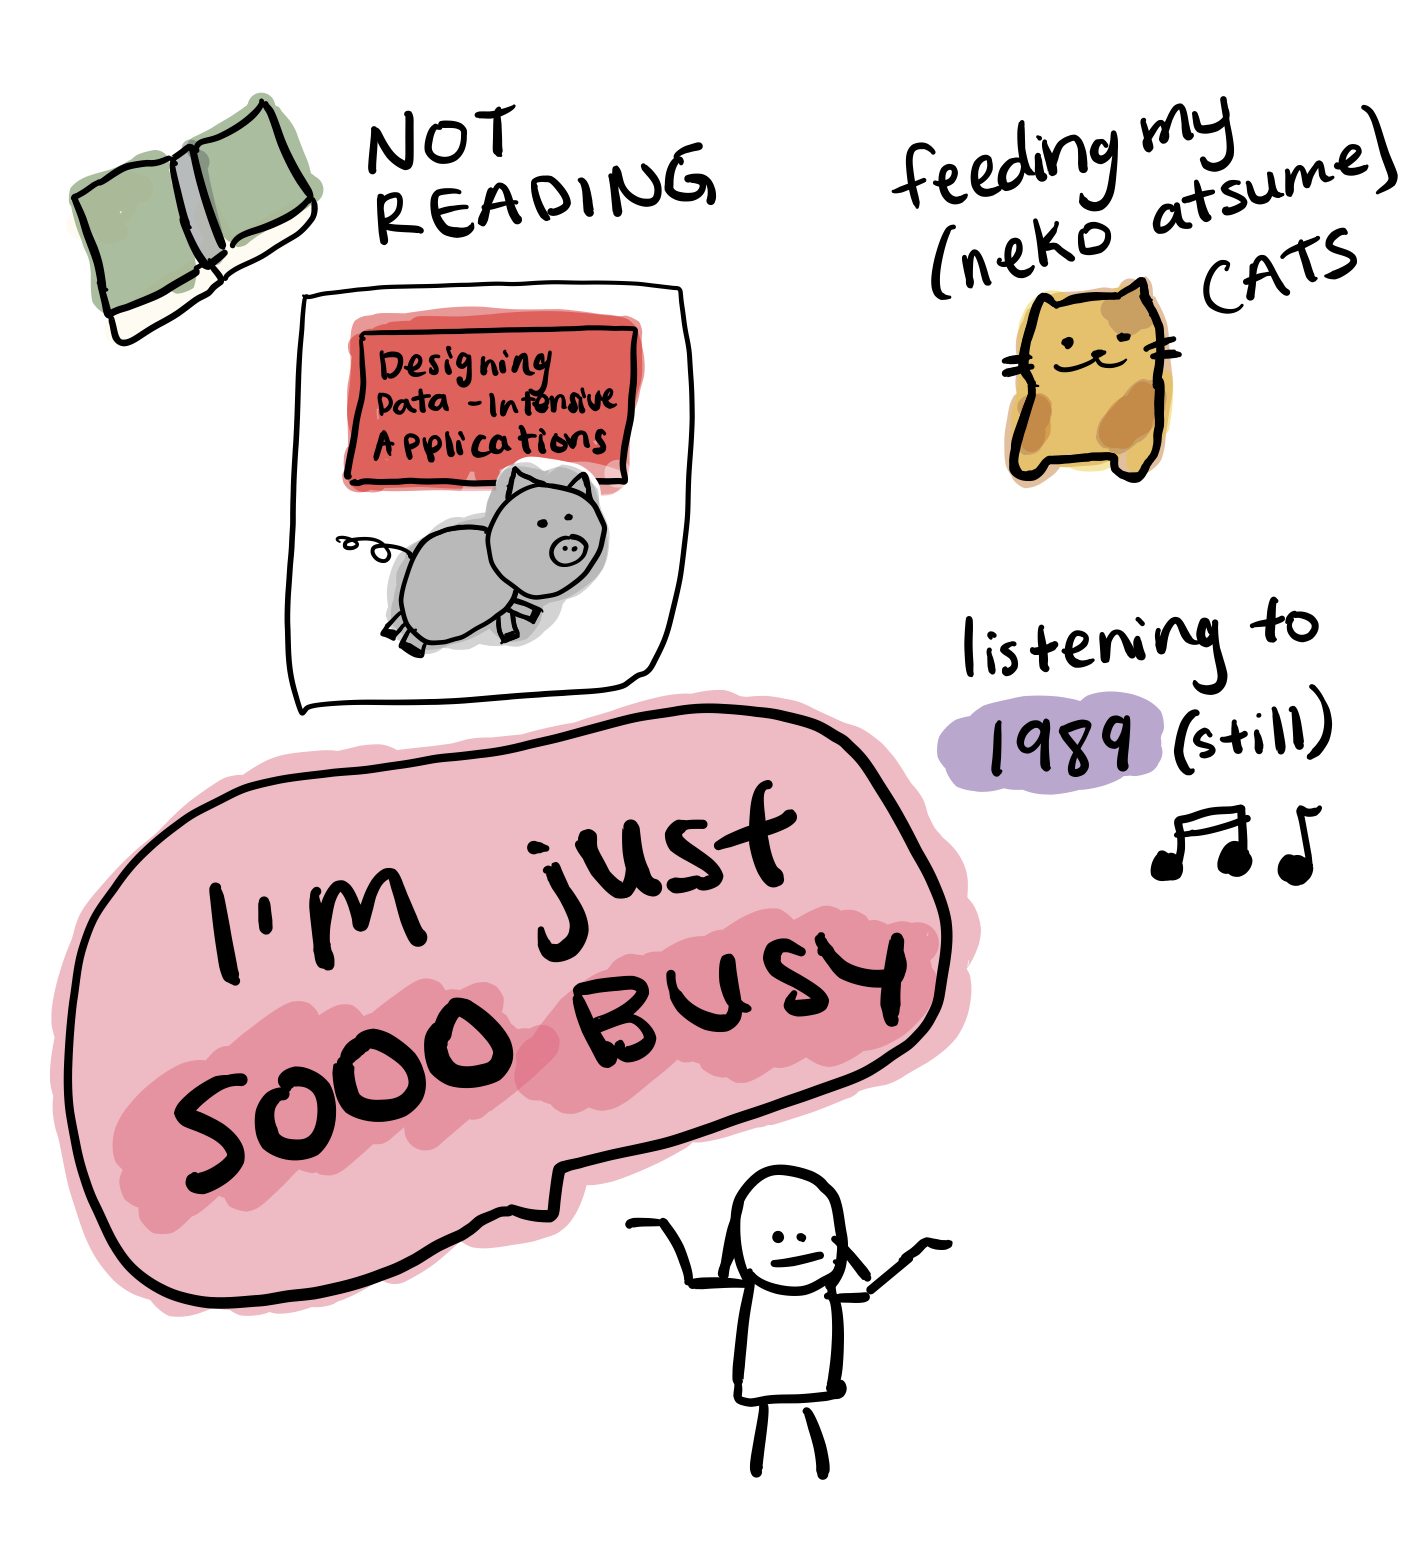 NOT
READING
Designing
Data-Intensive
Applications
feeding my
(neko atsume)
CATS
listening to
1989 (still)
I'm just
SOOO BUSY